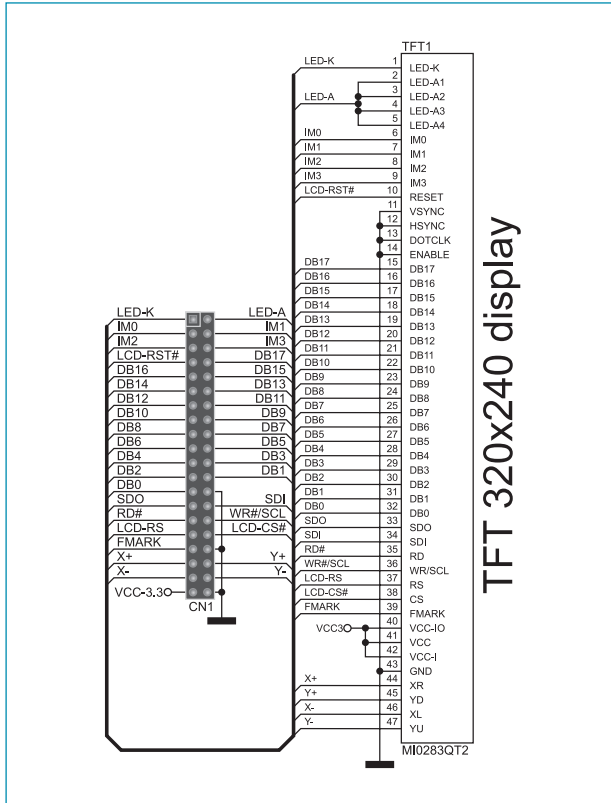 TFT1
LED-K 1 LED-K
2 LED-A1
3 LED-A2
LED-A 4 LED-A3
5 LED-A4
IM0 6 IM0
IM1 7 IM1
IM2 8 IM2
IM3 9 IM3
LCD-RST# 10 RESET
11 VSYNC
12 HSYNC
13 DOTCLK
14 ENABLE
DB17 15 DB17
DB16 16 DB16
DB15 17 DB15
DB14 18 DB14
DB13 19 DB13
DB12 20 DB12
DB11 21 DB11
DB10 22 DB10
DB9 23 DB9
DB8 24 DB8
DB7 25 DB7
DB6 26 DB6
DB5 27 DB5
DB4 28 DB4
DB3 29 DB3
DB2 30 DB2
DB1 31 DB1
DB0 32 DB0
SDO 33 SDO
SDI 34 SDI
RD# 35 RD
WR#/SCL 36 WR/SCL
LCD-RS 37 RS
LCD-CS# 38 CS
FMARK 39 FMARK
VCC3 40 VCC-IO
41 VCC
42 VCC-I
43 GND
X+ 44 XR
Y+ 45 YD
X- 46 XL
Y- 47 YU
MI0283QT2
TFT 320x240 display
LED-K LED-A
IM0 IM1
IM2 IM3
LCD-RST# DB17
DB16 DB15
DB14 DB13
DB12 DB11
DB10 DB9
DB8 DB7
DB6 DB5
DB4 DB3
DB2 DB1
DB0
SDO SDI
RD# WR#/SCL
LCD-RS LCD-CS#
FMARK
X+ Y+
X- Y-
VCC-3.3
CN1